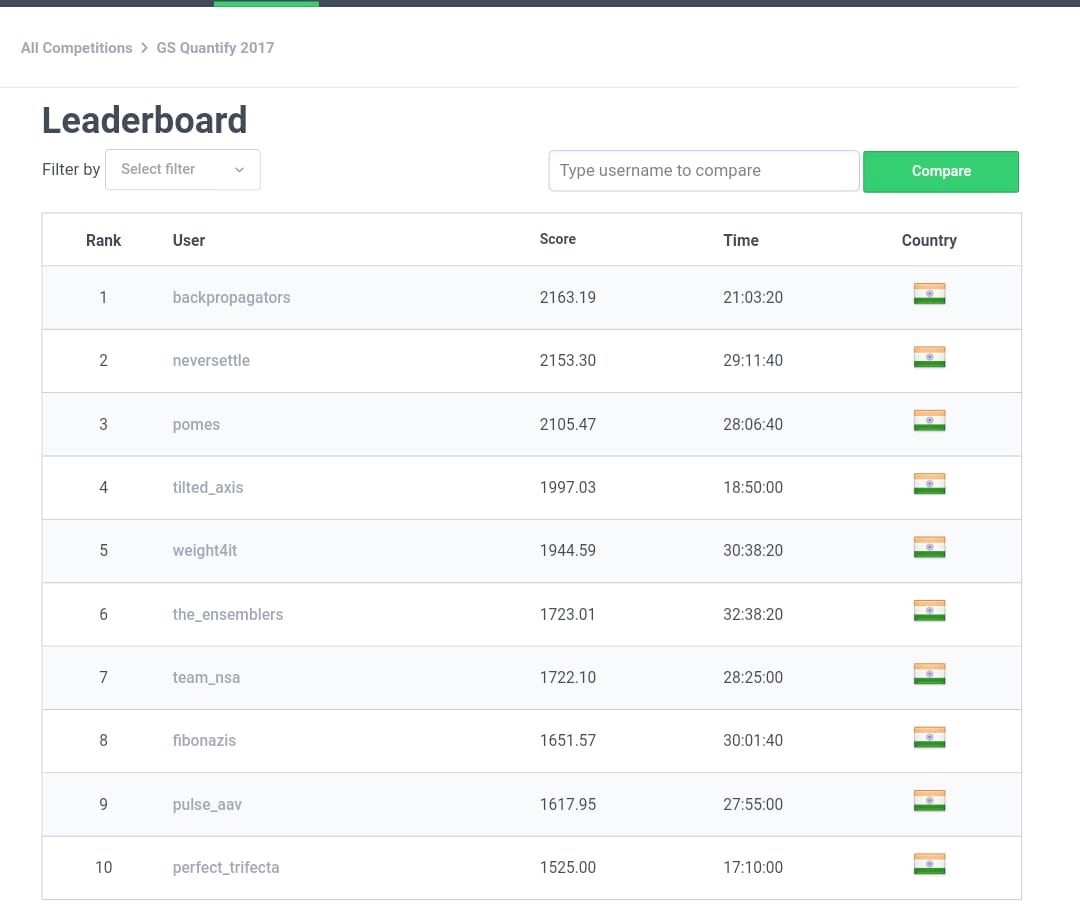 All Competitions > GS Quantify 2017
Leaderboard
Filter by Select filter Type username to compare Compare
Rank User Score Time Country
1 backpropagators 2163.19 21:03:20
2 neversettle 2153.30 29:11:40
3 pomes 2105.47 28:06:40
4 tilted_axis 1997.03 18:50:00
5 weight4it 1944.59 30:38:20
6 the_ensemblers 1723.01 32:38:20
7 team_nsa 1722.10 28:25:00
8 fibonazis 1651.57 30:01:40
9 pulse_aav 1617.95 27:55:00
10 perfect_trifecta 1525.00 17:10:00